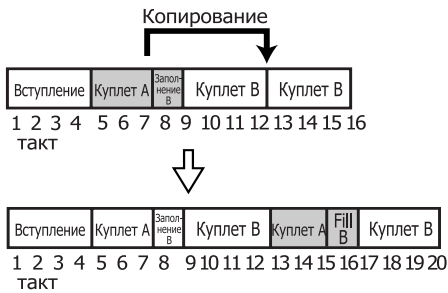 Копирование
Вступление
Куплет А
Запол-
нение
В
Куплет В
Куплет В
1 2 3 4 5 6 7 8 9 10 11 12 13 14 15 16
такт
Вступление
Куплет А
Запол-
нение
В
Куплет В
Куплет А
Fill
B
Куплет В
1 2 3 4 5 6 7 8 9 10 11 12 13 14 15 16 17 18 19 20
такт